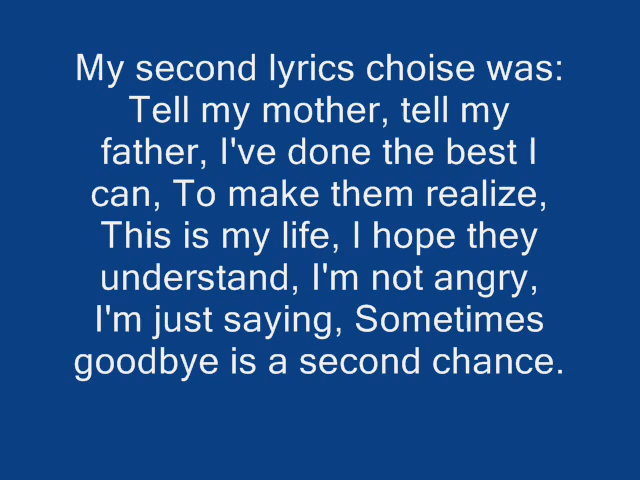 My second lyrics choise was:
Tell my mother, tell my
father, I've done the best I
can, To make them realize,
This is my life, I hope they
understand, I'm not angry,
I'm just saying, Sometimes
goodbye is a second chance.